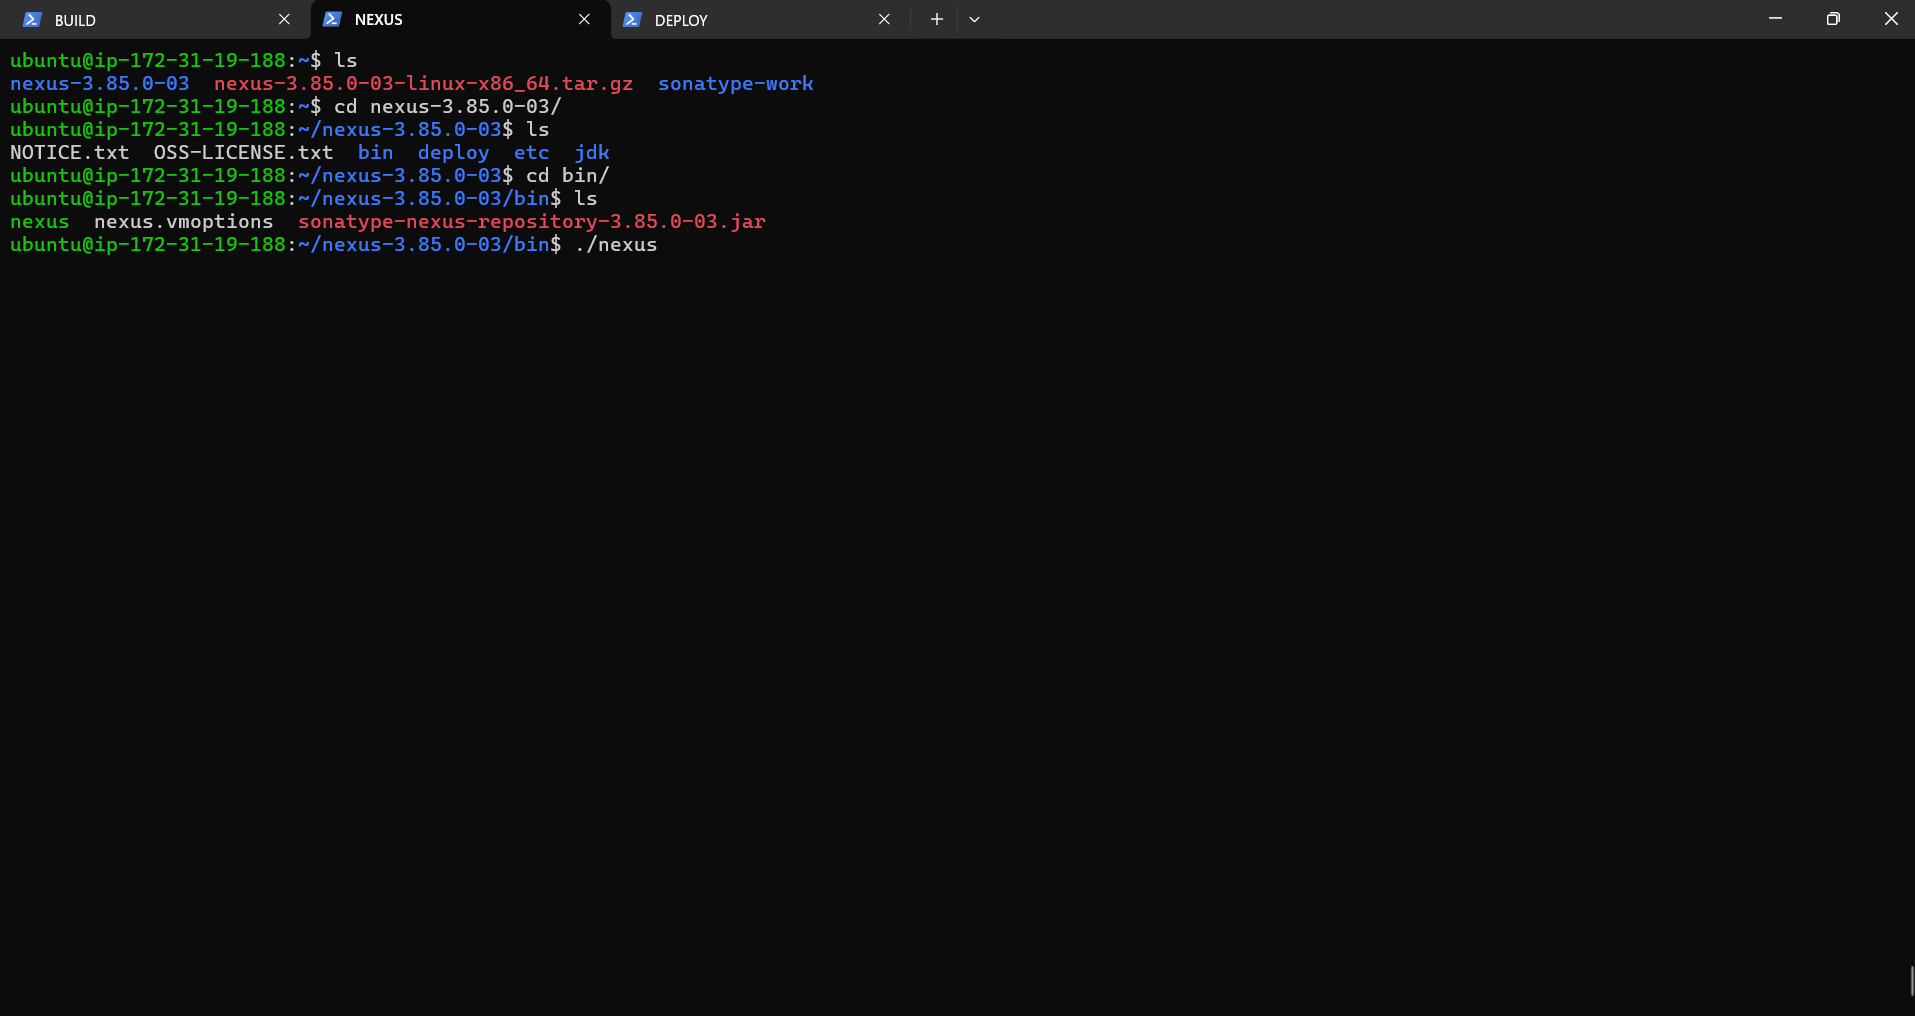 BUILD NEXUS DEPLOY
ubuntu@ip-172-31-19-188:~$ ls
nexus-3.85.0-03  nexus-3.85.0-03-linux-x86_64.tar.gz  sonatype-work
ubuntu@ip-172-31-19-188:~$ cd nexus-3.85.0-03/
ubuntu@ip-172-31-19-188:~/nexus-3.85.0-03$ ls
NOTICE.txt  OSS-LICENSE.txt  bin  deploy  etc  jdk
ubuntu@ip-172-31-19-188:~/nexus-3.85.0-03$ cd bin/
ubuntu@ip-172-31-19-188:~/nexus-3.85.0-03/bin$ ls
nexus  nexus.vmoptions  sonatype-nexus-repository-3.85.0-03.jar
ubuntu@ip-172-31-19-188:~/nexus-3.85.0-03/bin$ ./nexus